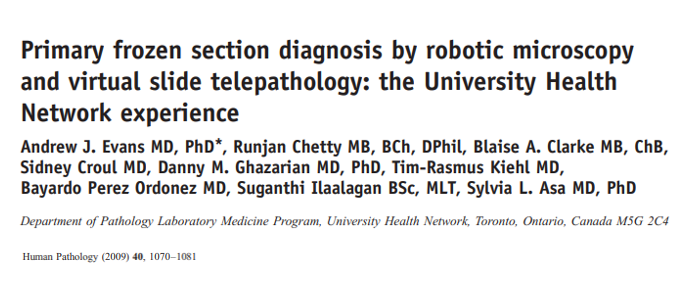 Primary frozen section diagnosis by robotic microscopy
and virtual slide telepathology: the University Health
Network experience
Andrew J. Evans MD, PhD*, Runjan Chetty MB, BCh, DPhil, Blaise A. Clarke MB, ChB,
Sidney Croul MD, Danny M. Ghazarian MD, PhD, Tim-Rasmus Kiehl MD,
Bayardo Perez Ordonez MD, Suganthi Ilaalagan BSc, MLT, Sylvia L. Asa MD, PhD
Department of Pathology Laboratory Medicine Program, University Health Network, Toronto, Ontario, Canada M5G 2C4
Human Pathology (2009) 40, 1070–1081